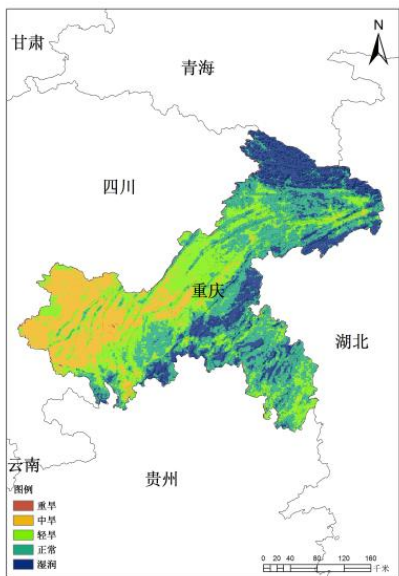 N
甘肃
青海
四川
重庆
湖北
云南
贵州
图例
重旱
中旱
轻旱
正常
湿润
0 20 40 80 120 160
千米